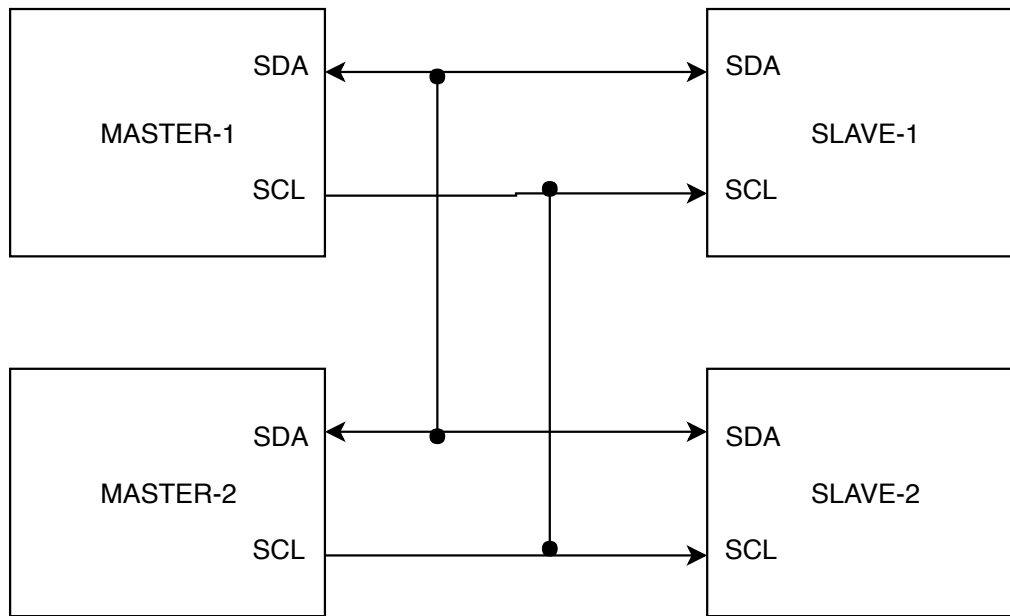 SDA
MASTER-1
SCL
SDA
SLAVE-1
SCL
SDA
MASTER-2
SCL
SDA
SLAVE-2
SCL